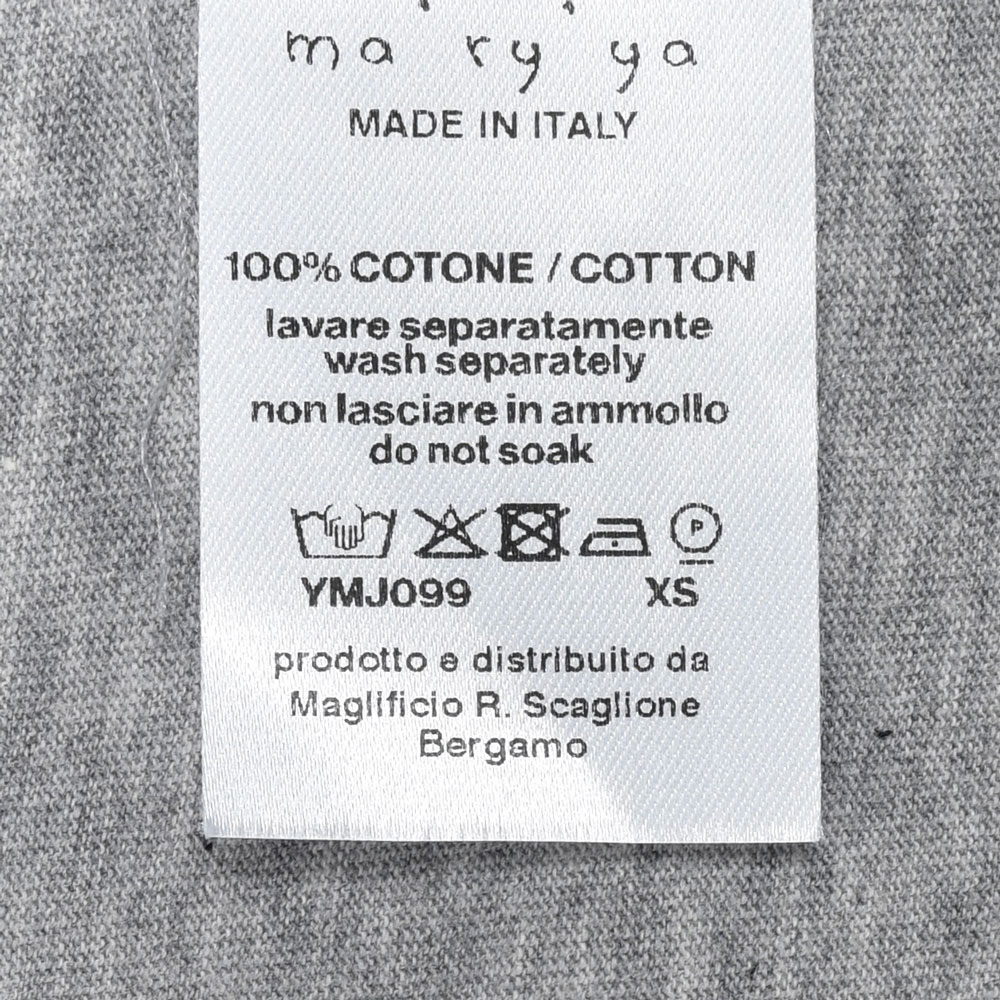 ma ry ya
MADE IN ITALY
100% COTONE / COTTON
lavare separatamente
wash separately
non lasciare in ammollo
do not soak
P
YMJ099 XS
prodotto e distribuito da
Maglificio R. Scaglione
Bergamo